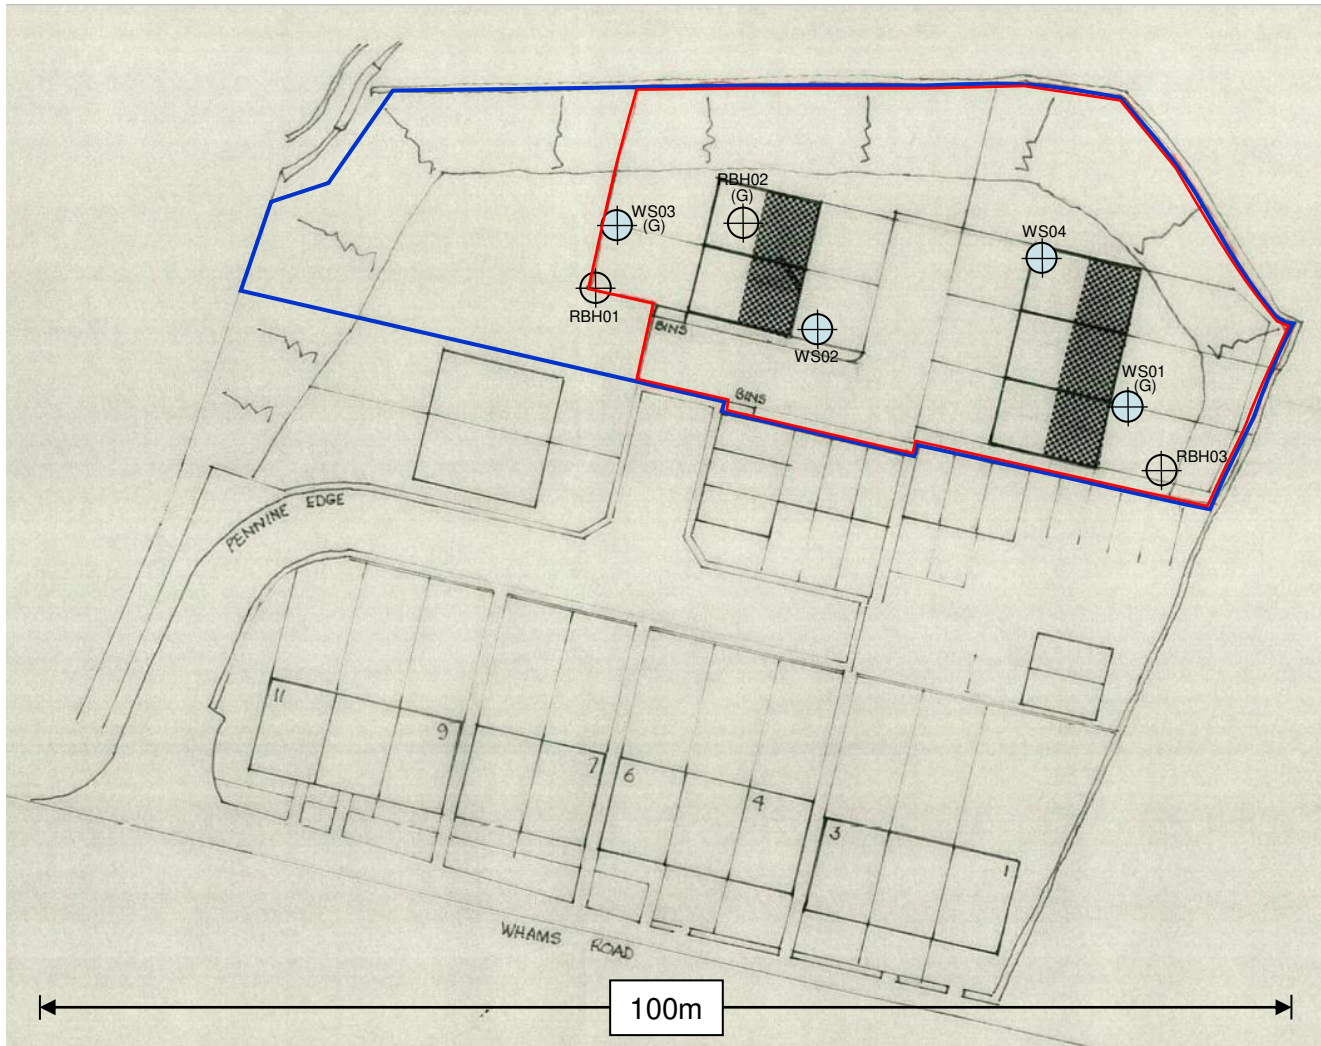 RBH02
(G)
WS03
(G)
WS04
RBH01
BINS
WS02
WS01
(G)
BINS
RBH03
PENNINE EDGE
11
9
7
6
4
3
1
WHAMS ROAD
100m